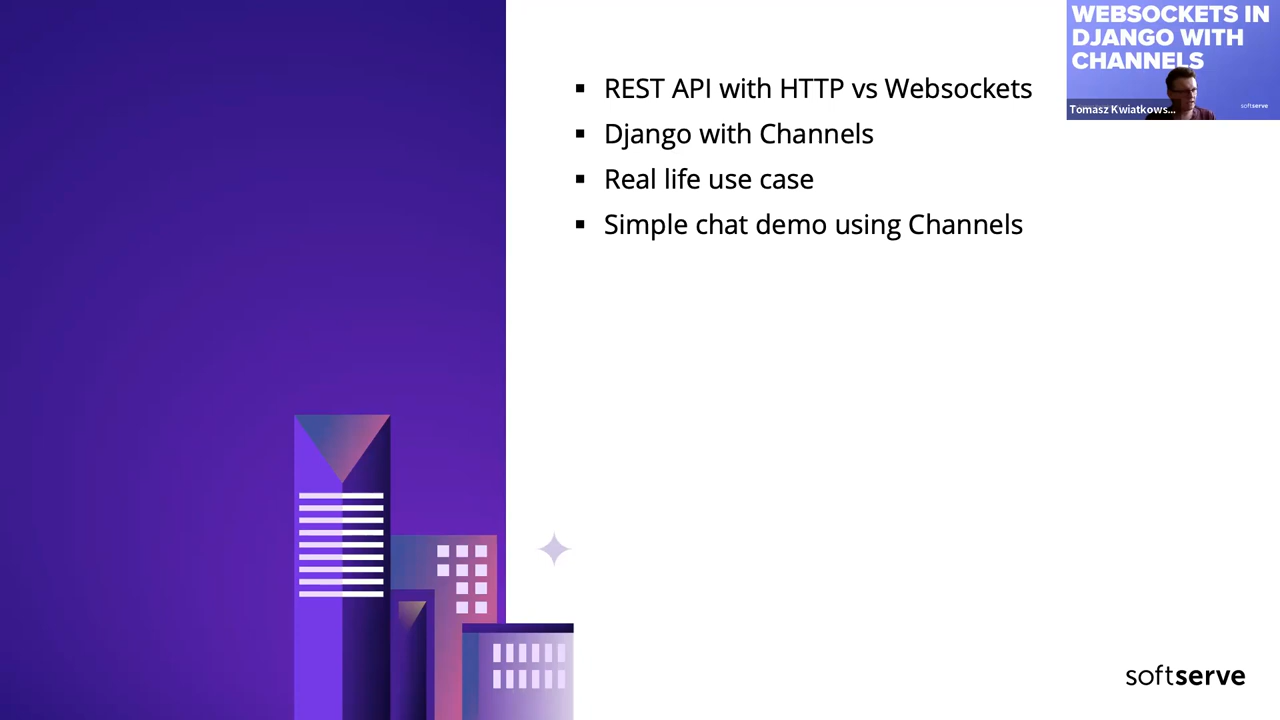 REST API with HTTP vs Websockets
Django with Channels
Real life use case
Simple chat demo using Channels
WEBSOCKETS IN
DJANGO WITH
CHANNELS
softserve
Tomasz Kwiatkows...
softserve